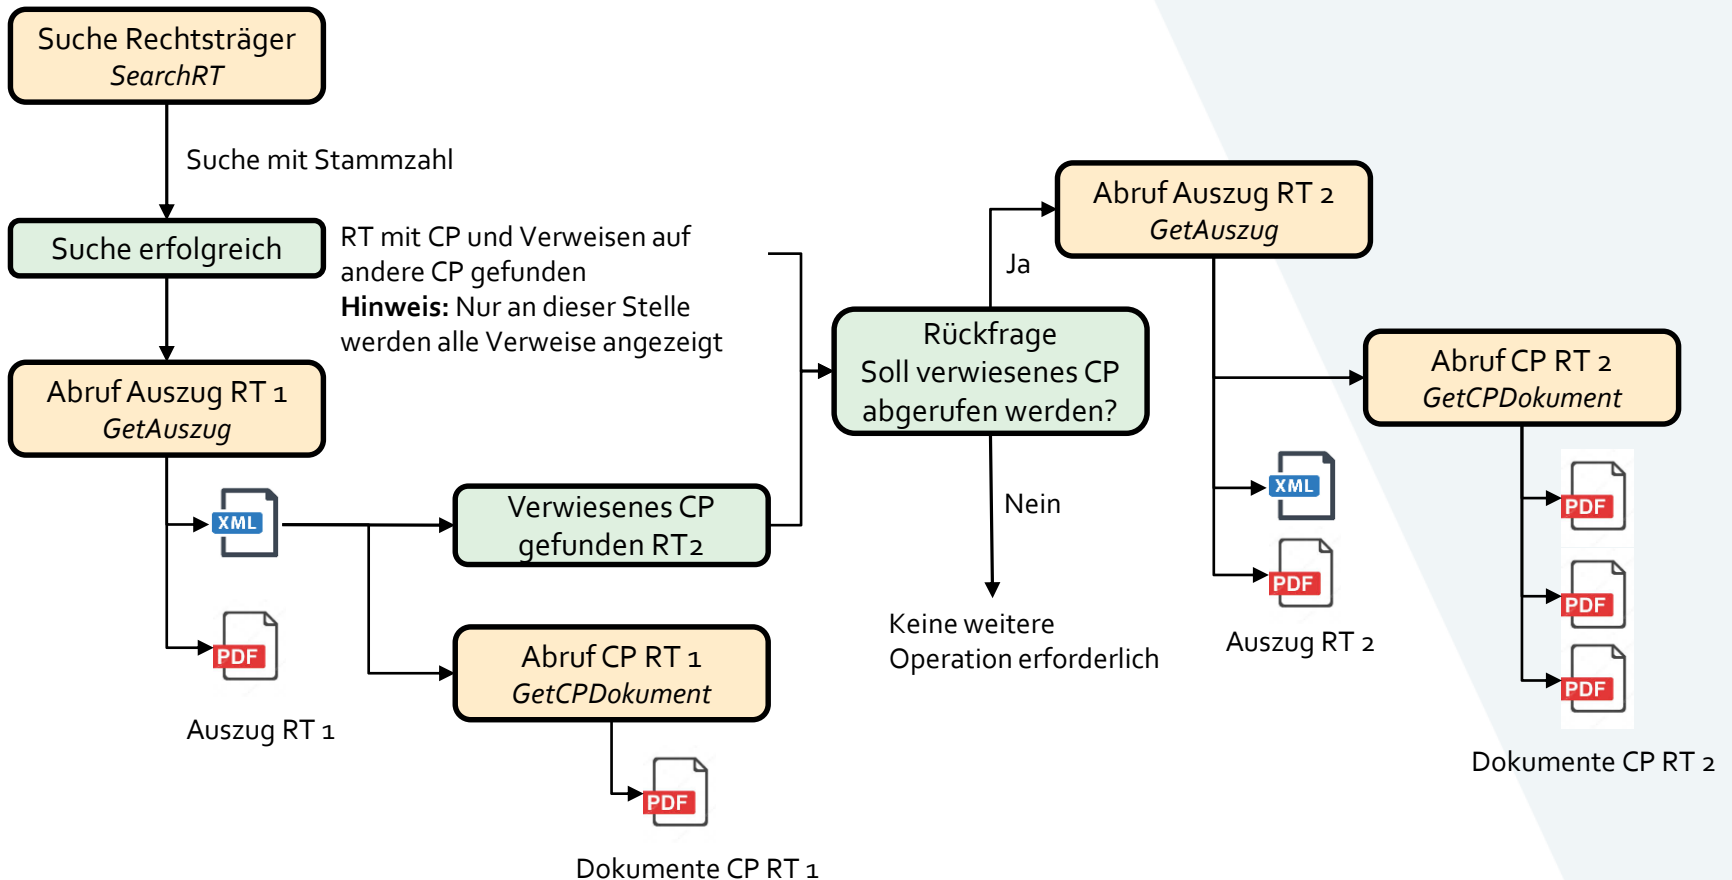 Suche Rechtsträger
SearchRT
Suche mit Stammzahl
Suche erfolgreich
RT mit CP und Verweisen auf
andere CP gefunden
Hinweis: Nur an dieser Stelle
werden alle Verweise angezeigt
Abruf Auszug RT 1
GetAuszug
XML
PDF
Auszug RT 1
Verwiesenes CP
gefunden RT2
Abruf CP RT 1
GetCPDokument
PDF
Dokumente CP RT 1
Rückfrage
Soll verwiesenes CP
abgerufen werden?
Ja
Nein
Keine weitere
Operation erforderlich
Abruf Auszug RT 2
GetAuszug
XML
PDF
Auszug RT 2
Abruf CP RT 2
GetCPDokument
PDF
PDF
PDF
Dokumente CP RT 2